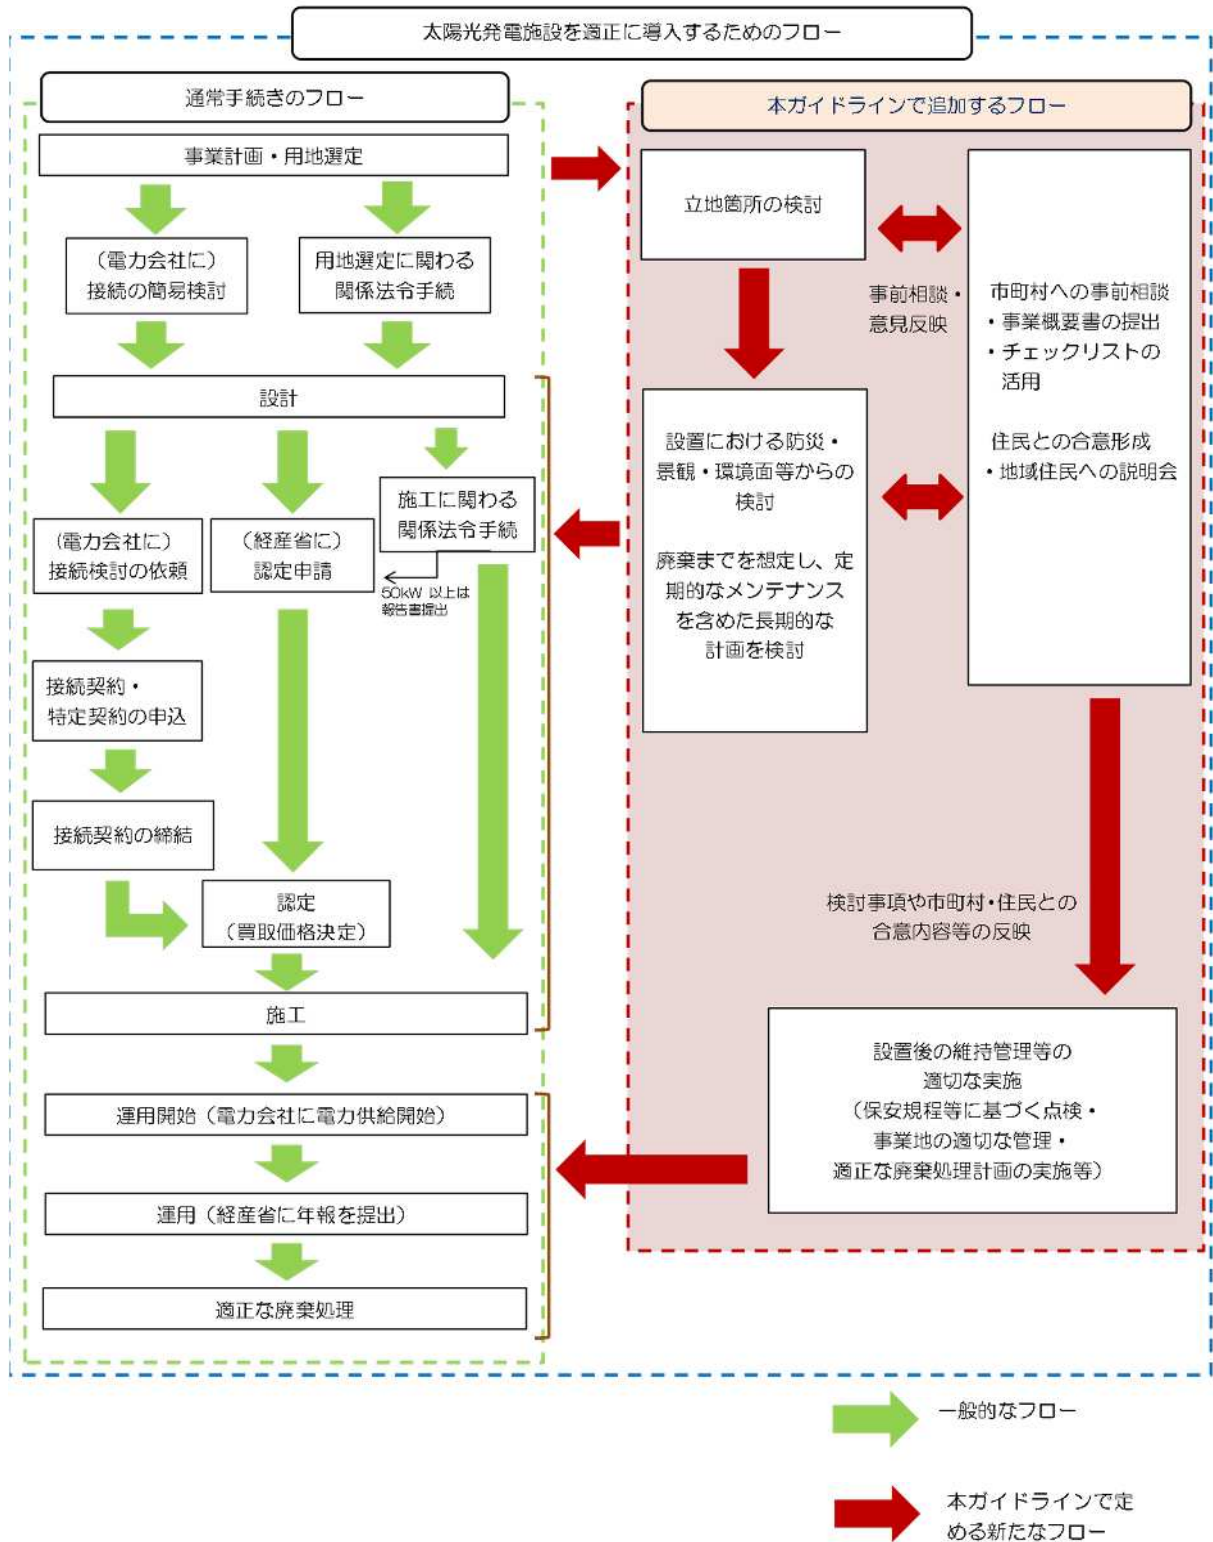 太陽光発電施設を適正に導入するためのフロー
通常手続きのフロー
事業計画・用地選定
(電力会社に)
接続の簡易検討
用地選定に関わる
関係法令手続
設計
(電力会社に)
接続検討の依頼
(経産省に)
認定申請
施工に関わる
関係法令手続
50kW 以上は
報告書提出
接続契約・
特定契約の申込
接続契約の締結
認定
(買取価格決定)
施工
運用開始(電力会社に電力供給開始)
運用(経産省に年報を提出)
適正な廃棄処理
本ガイドラインで追加するフロー
立地箇所の検討
事前相談・
意見反映
市町村への事前相談
・事業概要書の提出
・チェックリストの
活用
住民との合意形成
・地域住民への説明会
設置における防災・
景観・環境面等からの
検討
廃棄までを想定し、定
期的なメンテナンス
を含めた長期的な
計画を検討
検討事項や市町村・住民との
合意内容等の反映
設置後の維持管理等の
適切な実施
(保安規程等に基づく点検・
事業地の適切な管理・
適正な廃棄処理計画の実施等)
一般的なフロー
本ガイドラインで定
める新たなフロー